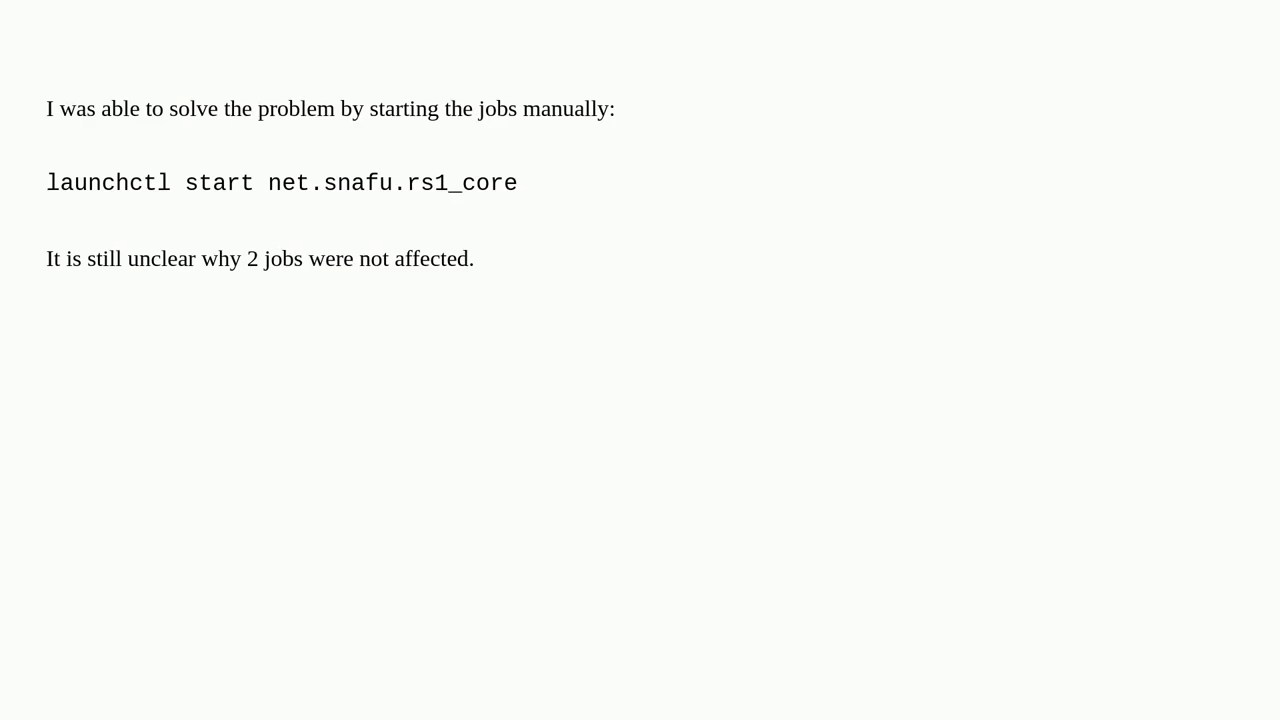 I was able to solve the problem by starting the jobs manually:
launchctl start net.snafu.rs1_core
It is still unclear why 2 jobs were not affected.